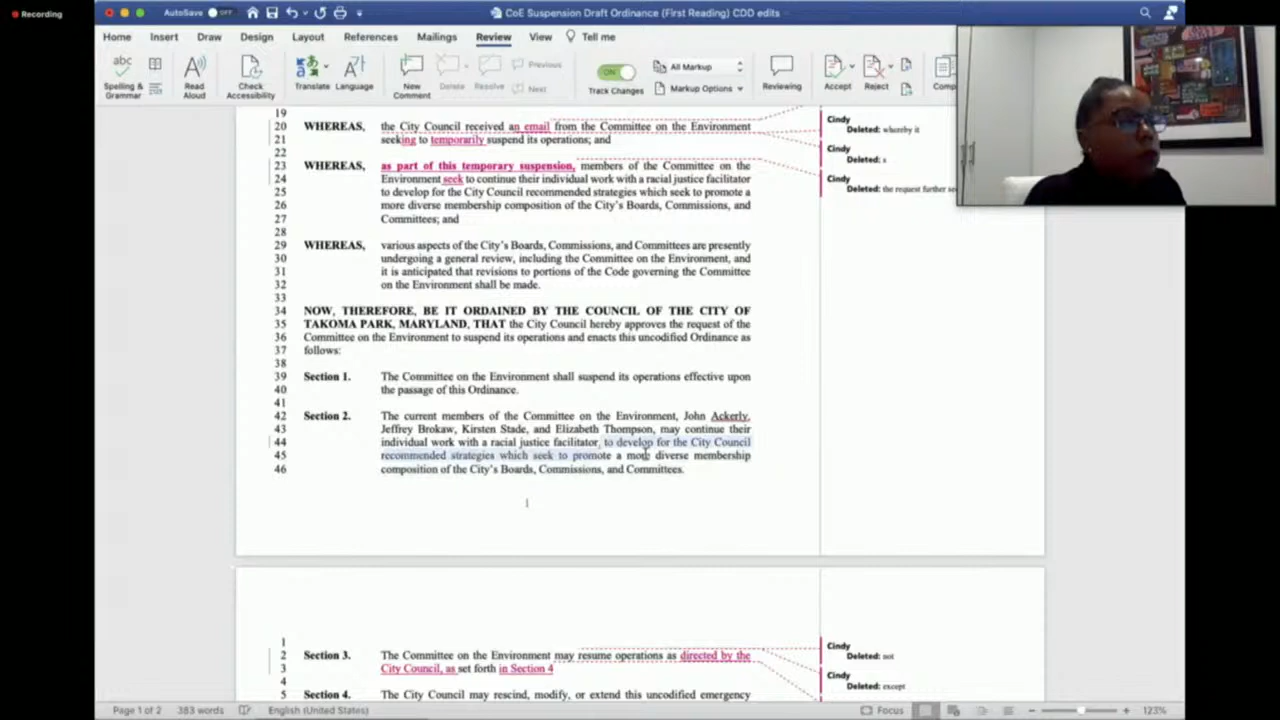 Recording
AutoSave OFF
CoE Suspension Draft Ordinance (First Reading) CDD edits
Home Insert Draw Design Layout References Mailings Review View Tell me
Spelling & Grammar
Read Aloud
Check Accessibility
Translate
Language
New Comment
Delete
Resolve
Previous
Next
ON
Track Changes
All Markup
Markup Options
Reviewing
Accept
Reject
19
20 WHEREAS, the City Council received an email from the Committee on the Environment
21 seeking to temporarily suspend its operations; and
22
23 WHEREAS, as part of this temporary suspension, members of the Committee on the
24 Environment seek to continue their individual work with a racial justice facilitator
25 to develop for the City Council recommended strategies which seek to promote a
26 more diverse membership composition of the City's Boards, Commissions, and
27 Committees; and
28
29 WHEREAS, various aspects of the City's Boards, Commissions, and Committees are presently
30 undergoing a general review, including the Committee on the Environment, and
31 it is anticipated that revisions to portions of the Code governing the Committee
32 on the Environment shall be made.
33
34 NOW, THEREFORE, BE IT ORDAINED BY THE COUNCIL OF THE CITY OF
35 TAKOMA PARK, MARYLAND, THAT the City Council hereby approves the request of the
36 Committee on the Environment to suspend its operations and enacts this uncodified Ordinance as
37 follows:
38
39 Section 1. The Committee on the Environment shall suspend its operations effective upon
40 the passage of this Ordinance.
41
42 Section 2. The current members of the Committee on the Environment, John Ackerly,
43 Jeffrey Brokaw, Kirsten Stade, and Elizabeth Thompson, may continue their
44 individual work with a racial justice facilitator, to develop for the City Council
45 recommended strategies which seek to promote a more diverse membership
46 composition of the City's Boards, Commissions, and Committees.
1
Cindy
Deleted: whereby it
Cindy
Deleted: s
Cindy
Deleted: the request further se
1
2 Section 3. The Committee on the Environment may resume operations as directed by the
3 City Council, as set forth in Section 4
4
5 Section 4. The City Council may rescind, modify, or extend this uncodified emergency
Cindy
Deleted: not
Cindy
Deleted: except
Page 1 of 2 383 words English (United States) Focus 123%